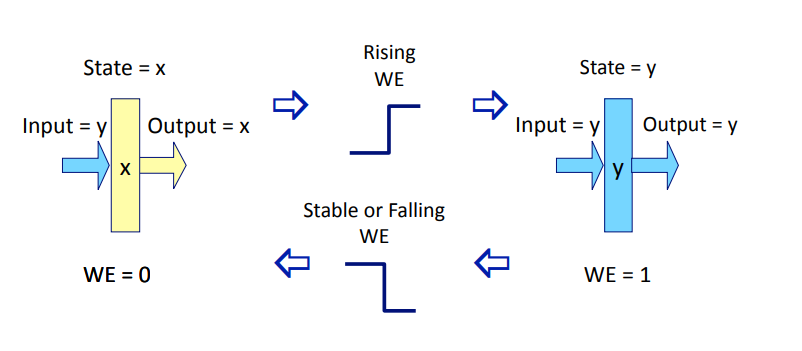 State = x
Input = y
Output = x
x
WE = 0
Rising
WE
Stable or Falling
WE
State = y
Input = y
Output = y
y
WE = 1